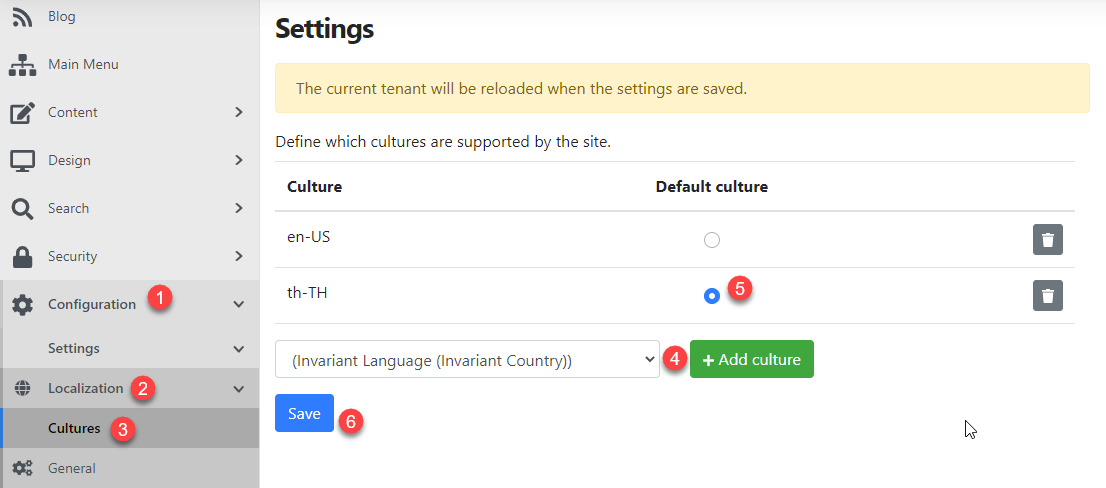 Blog
Main Menu
Content
Design
Search
Security
Configuration 1
Settings
Localization 2
Cultures 3
General
Settings
The current tenant will be reloaded when the settings are saved.
Define which cultures are supported by the site.
Culture Default culture
en-US
th-TH 5
(Invariant Language (Invariant Country)) 4 + Add culture
Save 6